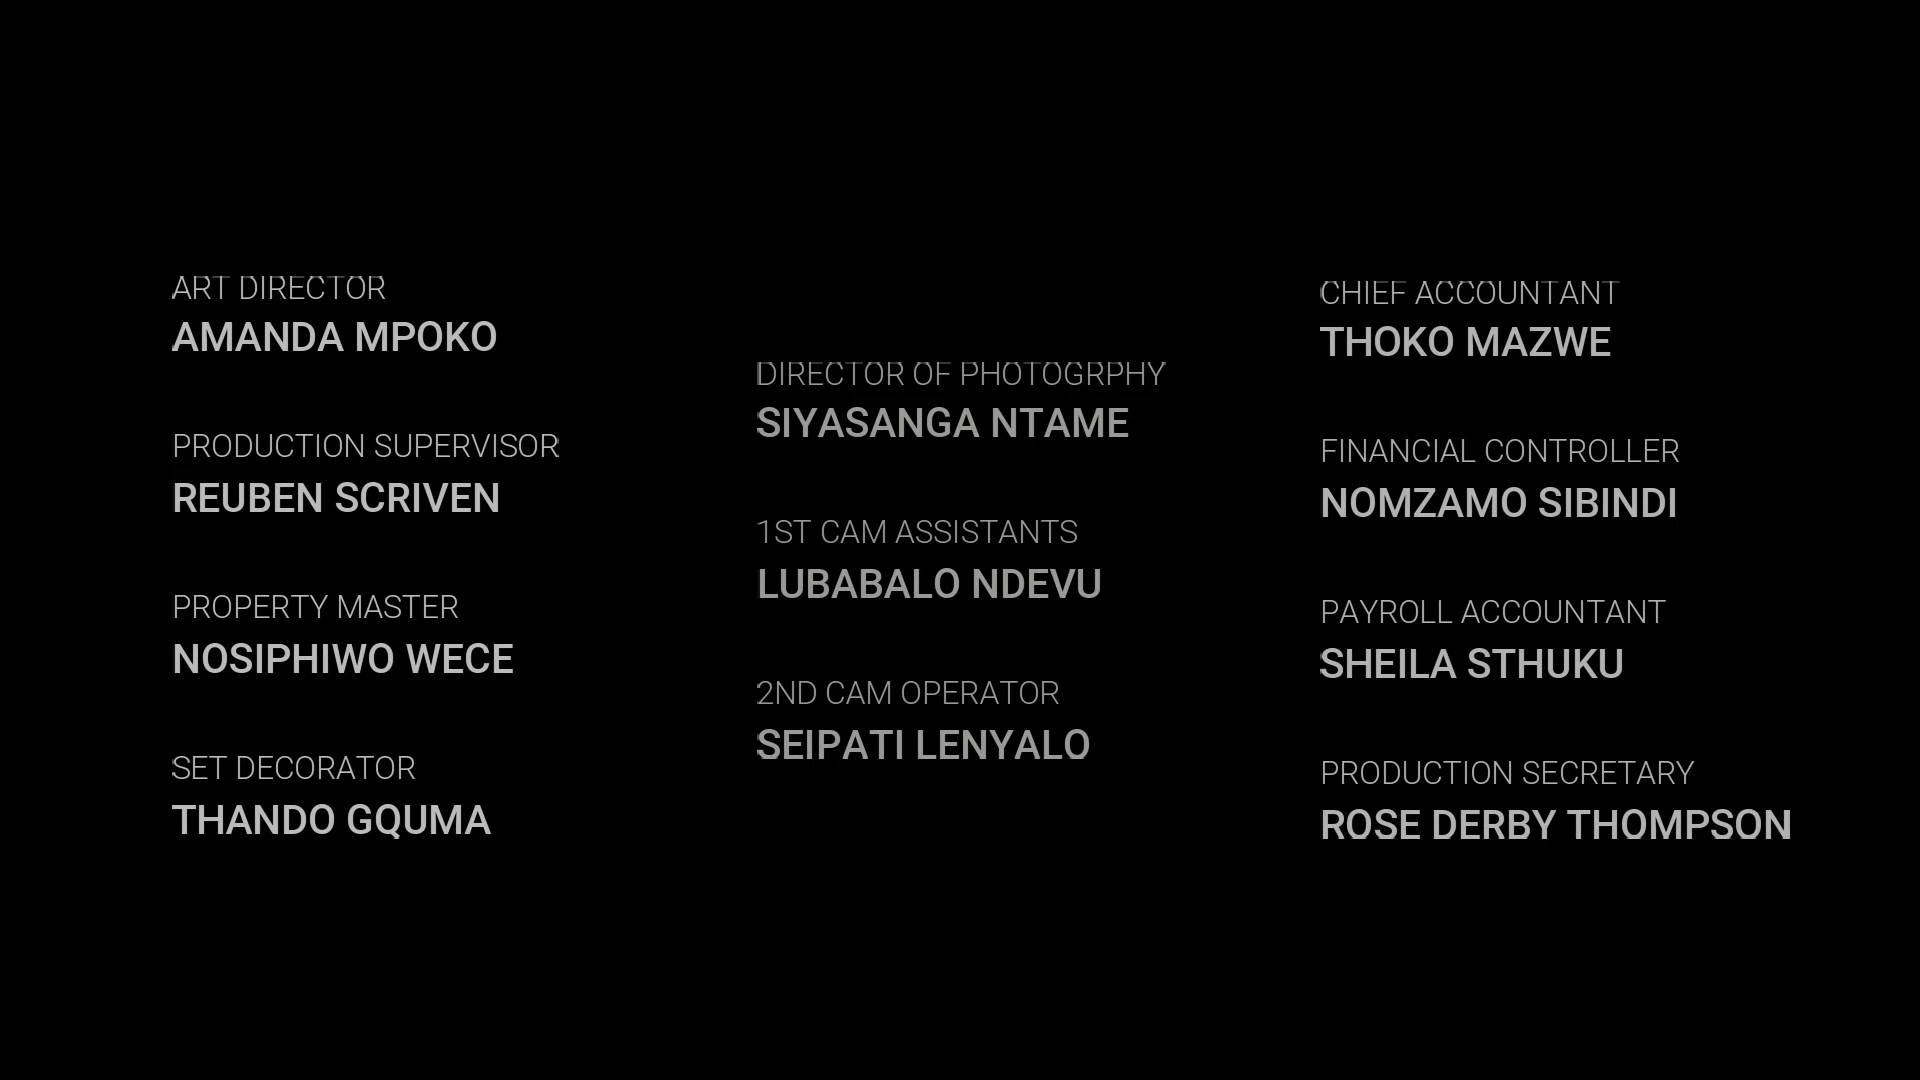 ART DIRECTOR
AMANDA MPOKO
PRODUCTION SUPERVISOR
REUBEN SCRIVEN
PROPERTY MASTER
NOSIPHIWO WECE
SET DECORATOR
THANDO GQUMA
DIRECTOR OF PHOTOGRPHY
SIYASANGA NTAME
1ST CAM ASSISTANTS
LUBABALO NDEVU
2ND CAM OPERATOR
SEIPATI LENYALO
CHIEF ACCOUNTANT
THOKO MAZWE
FINANCIAL CONTROLLER
NOMZAMO SIBINDI
PAYROLL ACCOUNTANT
SHEILA STHUKU
PRODUCTION SECRETARY
ROSE DERBY THOMPSON